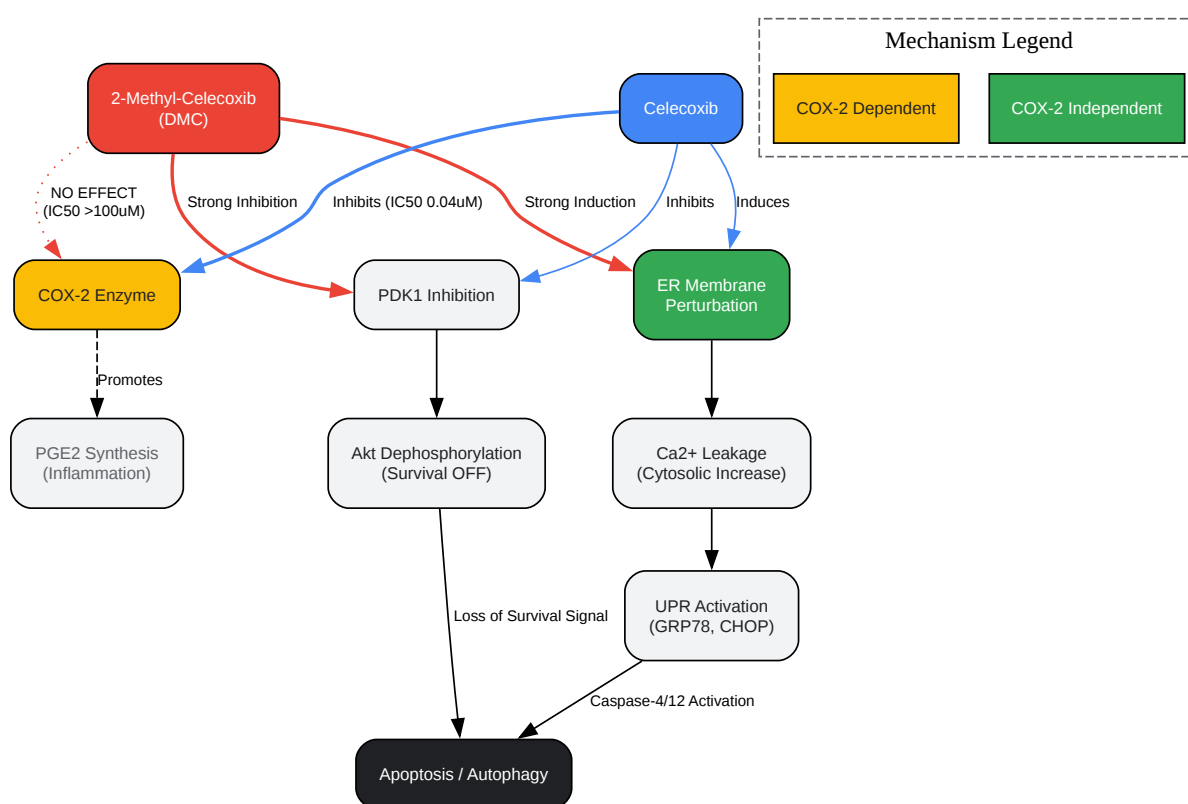 Mechanism Legend
COX-2 Dependent
COX-2 Independent
2-Methyl-Celecoxib
(DMC)
Celecoxib
NO EFFECT
(IC50 >100uM)
Strong Inhibition
Inhibits (IC50 0.04uM)
Strong Induction
Inhibits
Induces
COX-2 Enzyme
PDK1 Inhibition
ER Membrane
Perturbation
Promotes
PGE2 Synthesis
(Inflammation)
Akt Dephosphorylation
(Survival OFF)
Ca2+ Leakage
(Cytosolic Increase)
UPR Activation
(GRP78, CHOP)
Loss of Survival Signal
Caspase-4/12 Activation
Apoptosis / Autophagy